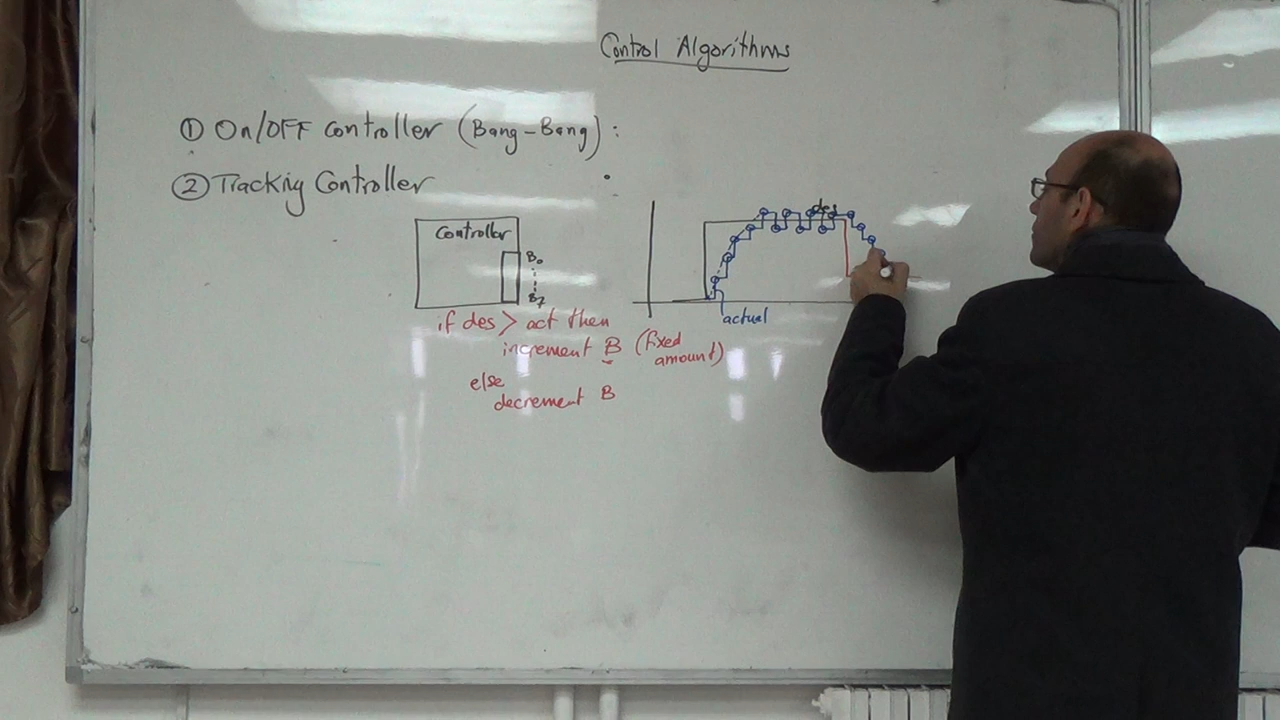 Control Algorithms
① On/OFF Controller (Bang-Bang) :
② Trackig Controller :
Controller
B0
B7
des
actual
if des > act then
increment B (fixed amount)
else
decrement B